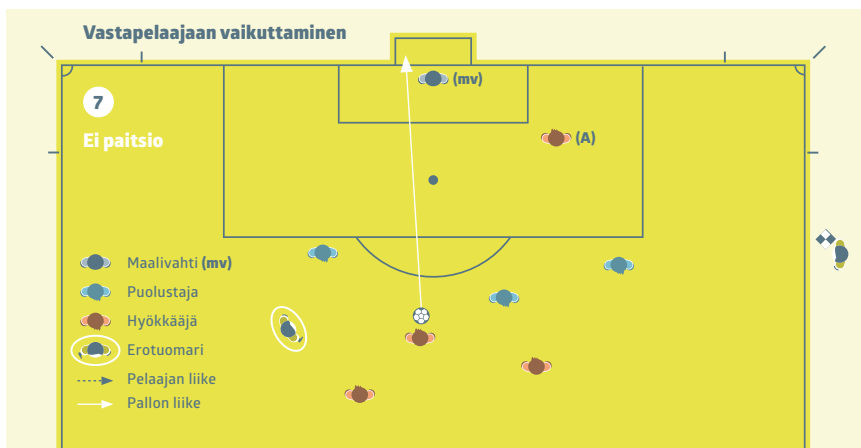 Vastapelaajaan vaikuttaminen
(mv)
7
(A)
Ei paitsio
Maalivahti (mv)
Puolustaja
Hyökkääjä
Erotuomari
Pelaajan liike
Pallon liike